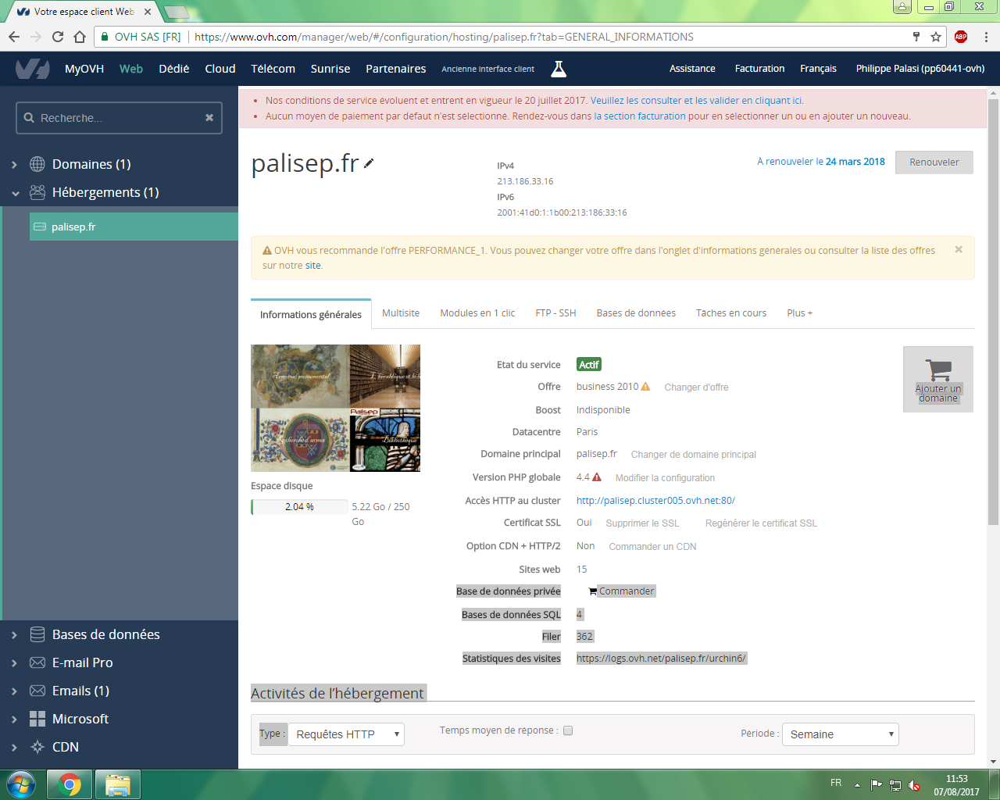 Votre espace client Web
OVH SAS [FR]
https://www.ovh.com/manager/web/#/configuration/hosting/palisep.fr?tab=GENERAL_INFORMATIONS
ABP
MyOVH Web Dédié Cloud Télécom Sunrise Partenaires Ancienne interface client Assistance Facturation Français Philippe Palasi (pp60441-ovh)
Recherche...
Domaines (1)
Hébergements (1)
palisep.fr
Bases de données
E-mail Pro
Emails (1)
Microsoft
CDN
Nos conditions de service évoluent et entrent en vigueur le 20 juillet 2017. Veuillez les consulter et les valider en cliquant ici.
Aucun moyen de paiement par défaut n'est sélectionné. Rendez-vous dans la section facturation pour en sélectionner un ou en ajouter un nouveau.
palisep.fr
IPv4
213.186.33.16
IPv6
2001:41d0:1:1b00:213:186:33:16
À renouveler le 24 mars 2018
Renouveler
OVH vous recommande l'offre PERFORMANCE_1. Vous pouvez changer votre offre dans l'onglet d'informations générales ou consulter la liste des offres
sur notre site.
Informations générales Multisite Modules en 1 clic FTP - SSH Bases de données Tâches en cours Plus +
Armorial monumental
L'héraldique et le
Palisep
Recherche d'armes
Bibliothèque
Espace disque
2.04 % 5.22 Go / 250
Go
Etat du service Actif
Offre business 2010 Changer d'offre
Boost Indisponible
Datacentre Paris
Domaine principal palisep.fr Changer de domaine principal
Version PHP globale 4.4 Modifier la configuration
Accès HTTP au cluster http://palisep.cluster005.ovh.net:80/
Certificat SSL Oui Supprimer le SSL Regénérer le certificat SSL
Option CDN + HTTP/2 Non Commander un CDN
Sites web 15
Base de données privée Commander
Bases de données SQL 4
Filer 362
Statistiques des visites https://logs.ovh.net/palisep.fr/urchin6/
Ajouter un
domaine
Activités de l'hébergement
Type : Requêtes HTTP Temps moyen de réponse : Période : Semaine
FR
11:53
07/08/2017